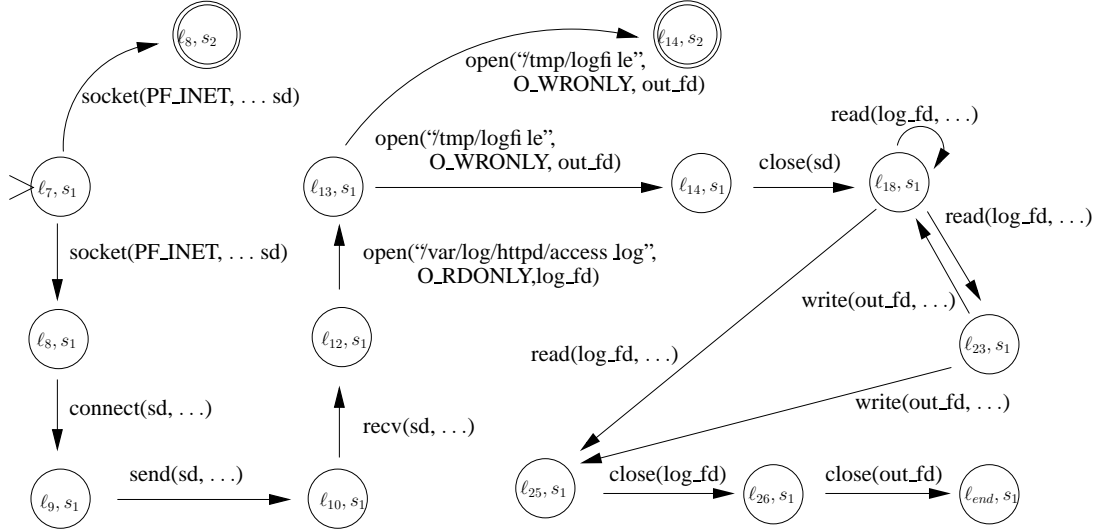 ℓ8, s2
socket(PF_INET, . . . sd)
ℓ7, s1
socket(PF_INET, . . . sd)
ℓ8, s1
connect(sd, . . .)
ℓ9, s1
send(sd, . . .)
ℓ10, s1
recv(sd, . . .)
ℓ12, s1
open(“/var/log/httpd/access_log”,
O_RDONLY,log_fd)
ℓ13, s1
open(“/tmp/logfi le”,
O_WRONLY, out_fd)
ℓ14, s2
open(“/tmp/logfi le”,
O_WRONLY, out_fd)
ℓ14, s1
close(sd)
ℓ18, s1
read(log_fd, . . .)
read(log_fd, . . .)
write(out_fd, . . .)
ℓ23, s1
read(log_fd, . . .)
write(out_fd, . . .)
ℓ25, s1
close(log_fd)
ℓ26, s1
close(out_fd)
ℓend, s1